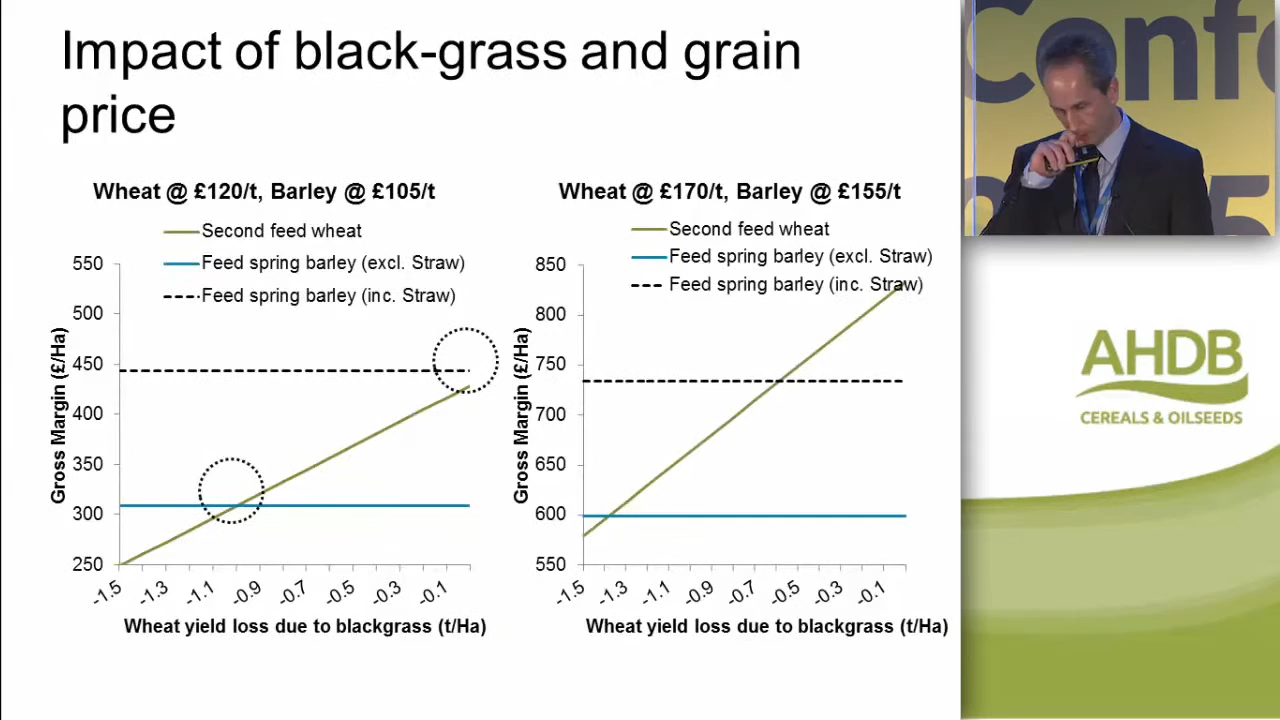 Impact of black-grass and grain
price
Wheat @ £120/t, Barley @ £105/t
Second feed wheat
Feed spring barley (excl. Straw)
Feed spring barley (inc. Straw)
550
500
450
400
350
300
250
Gross Margin (£/Ha)
-1.5
-1.3
-1.1
-0.9
-0.7
-0.5
-0.3
-0.1
Wheat yield loss due to blackgrass (t/Ha)
Wheat @ £170/t, Barley @ £155/t
Second feed wheat
Feed spring barley (excl. Straw)
Feed spring barley (inc. Straw)
850
800
750
700
650
600
550
Gross Margin (£/Ha)
-1.5
-1.3
-1.1
-0.9
-0.7
-0.5
-0.3
-0.1
Wheat yield loss due to blackgrass (t/Ha)
Confe
5
AHDB
CEREALS & OILSEEDS